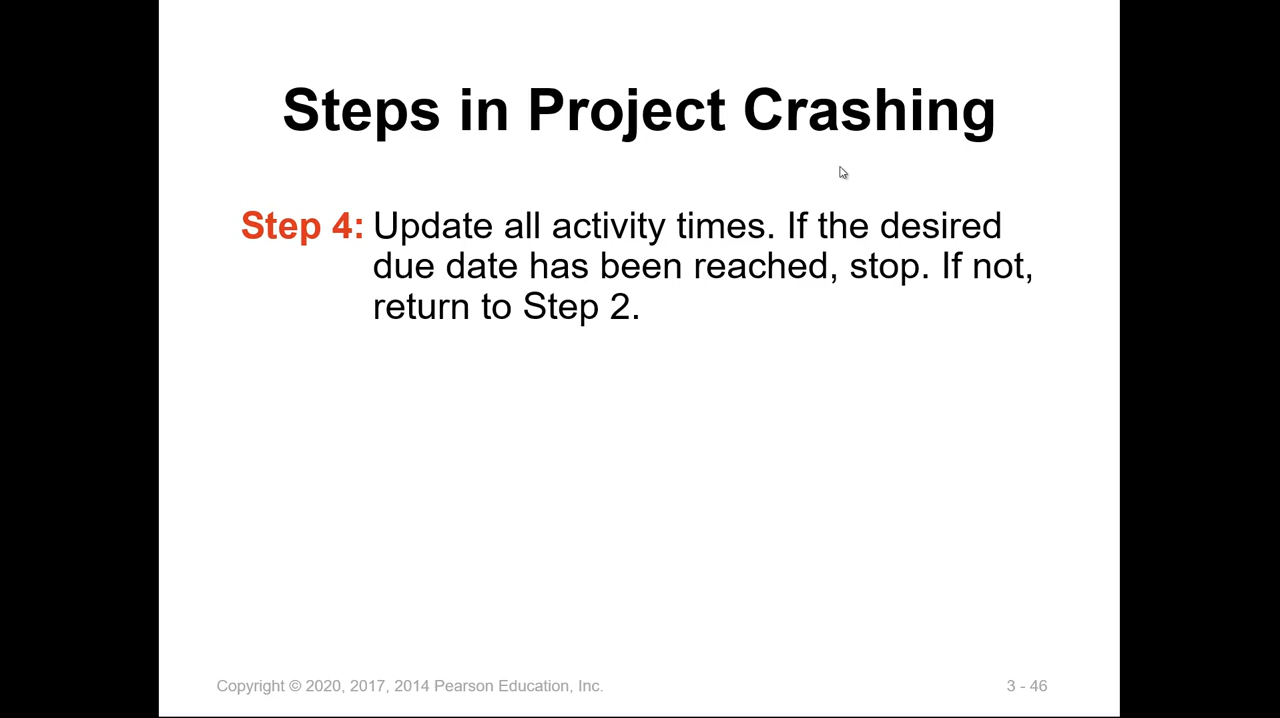 Steps in Project Crashing
Step 4: Update all activity times. If the desired
due date has been reached, stop. If not,
return to Step 2.
Copyright © 2020, 2017, 2014 Pearson Education, Inc.
3 - 46